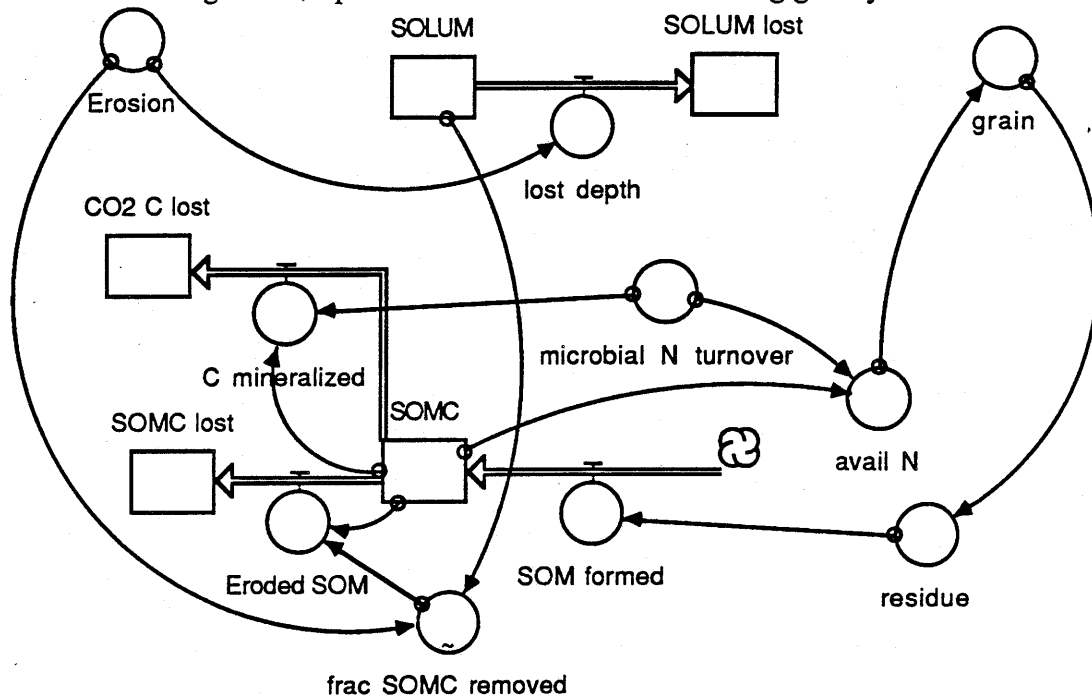 SOLUM
SOLUM lost
Erosion
grain
lost depth
CO2 C lost
microbial N turnover
C mineralized
SOMC
SOMC lost
avail N
Eroded SOM
SOM formed
residue
~
frac SOMC removed